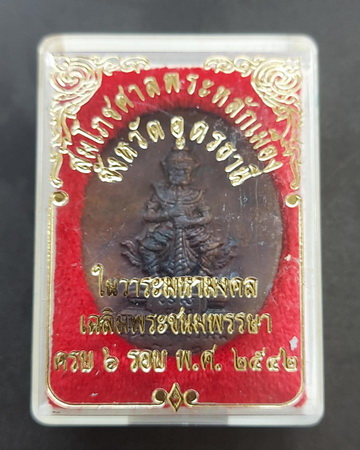 สมโภชศาลพระหลักเมือง
จังหวัดอุดรธานี
ในวาระมหามงคล
เฉลิมพระชนมพรรษา
ครบ ๖ รอบ พ.ศ. ๒๕๔๒